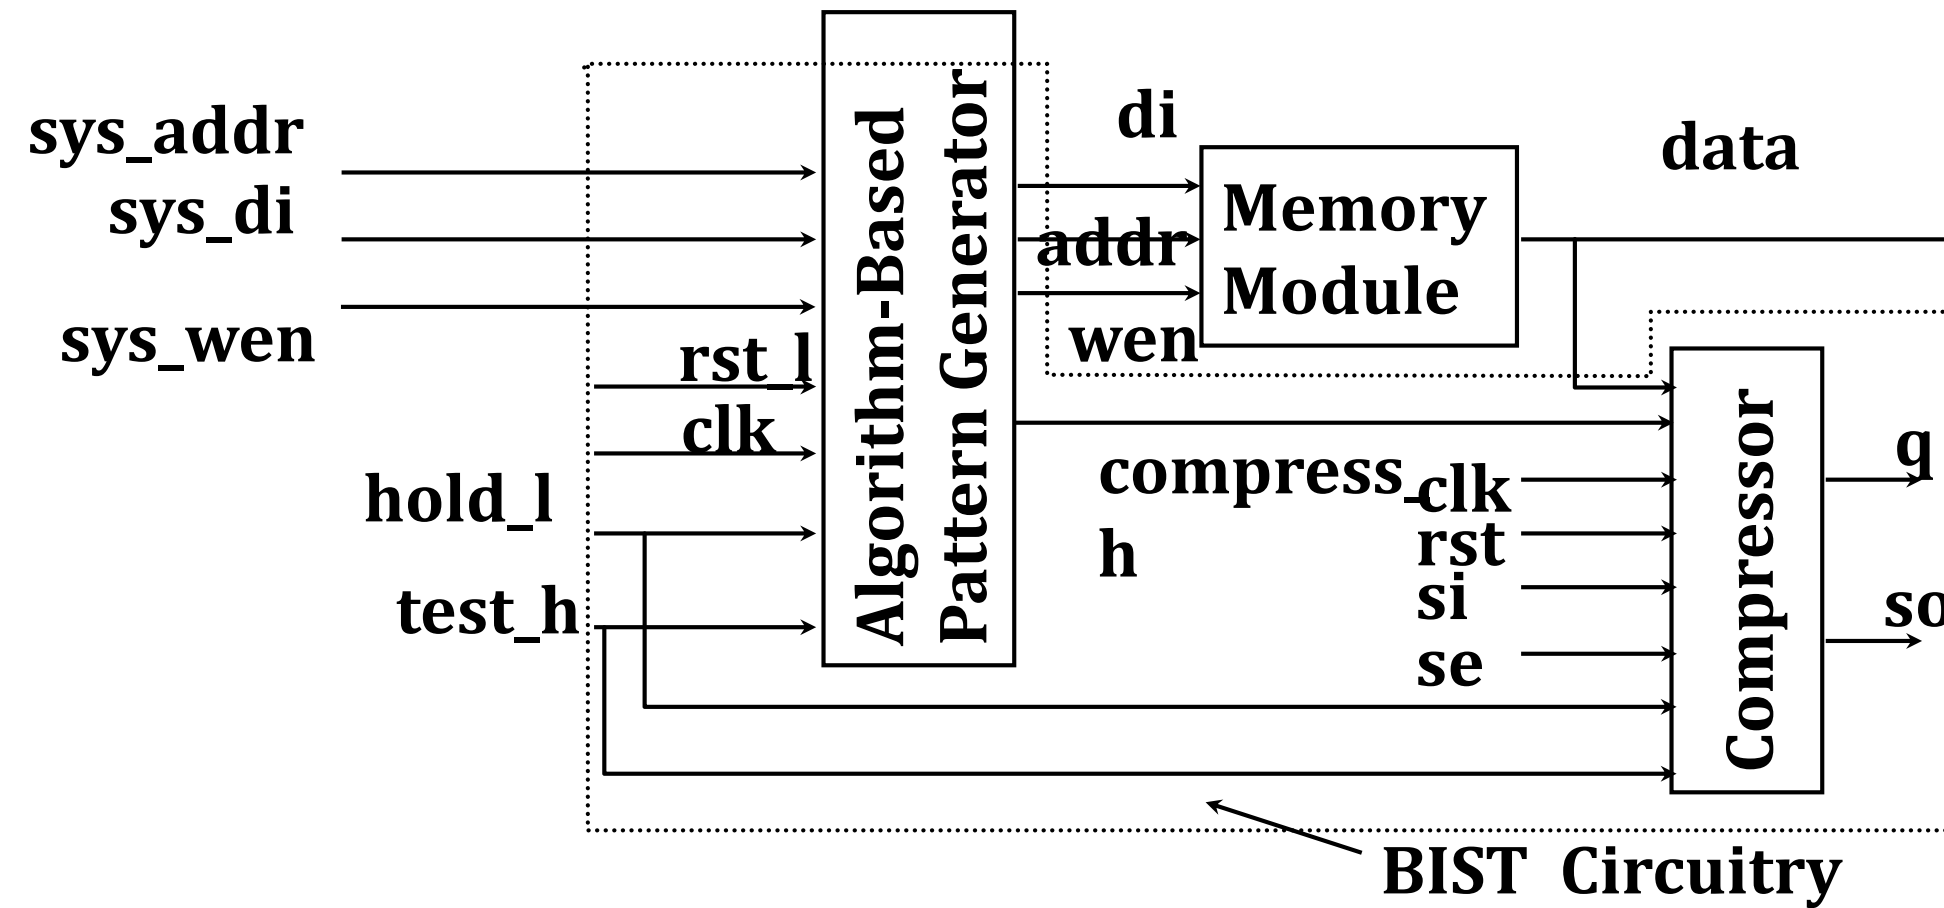 sys_addr
sys_di
sys_wen
rst_l
clk
hold_l
test_h
Algorithm-Based
Pattern Generator
di
addr
wen
Memory
Module
data
compress_
h
clk
rst
si
se
Compressor
q
so
BIST Circuitry